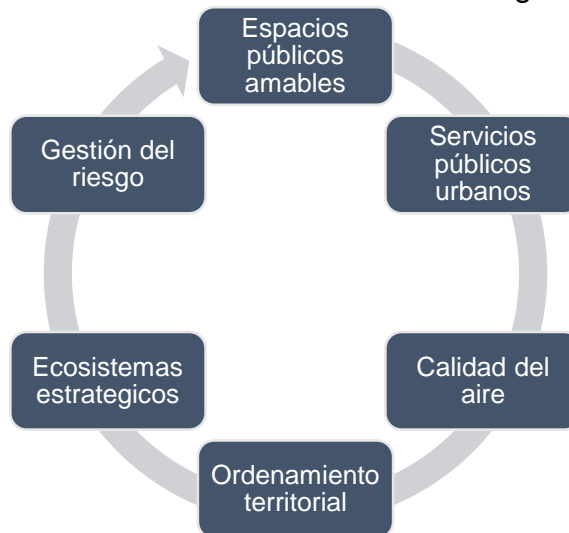 Espacios
públicos
amables
Servicios
públicos
urbanos
Calidad del
aire
Ordenamiento
territorial
Ecosistemas
estrategicos
Gestión del
riesgo